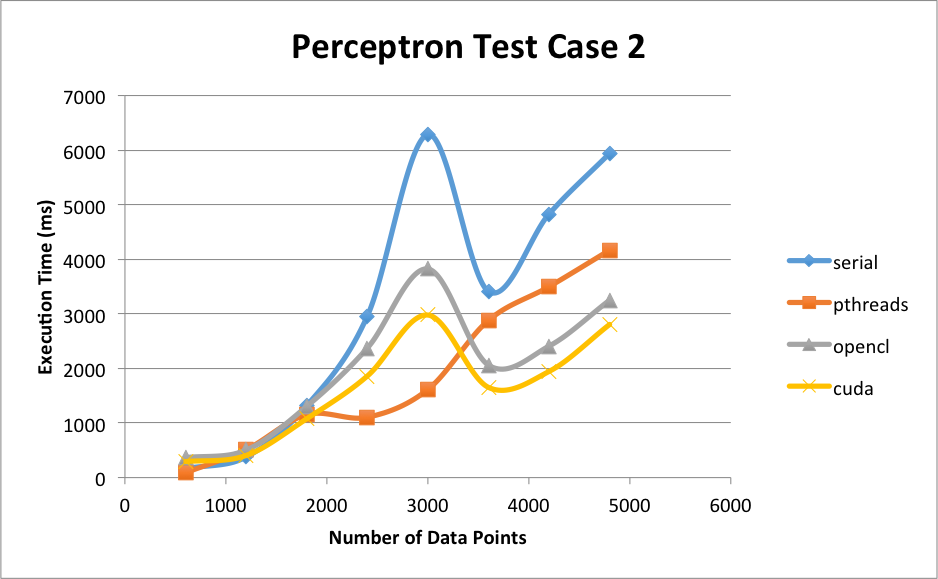 Perceptron Test Case 2
Execution Time (ms)
7000
6000
5000
4000
3000
2000
1000
0
0 1000 2000 3000 4000 5000 6000
Number of Data Points
serial
pthreads
opencl
cuda